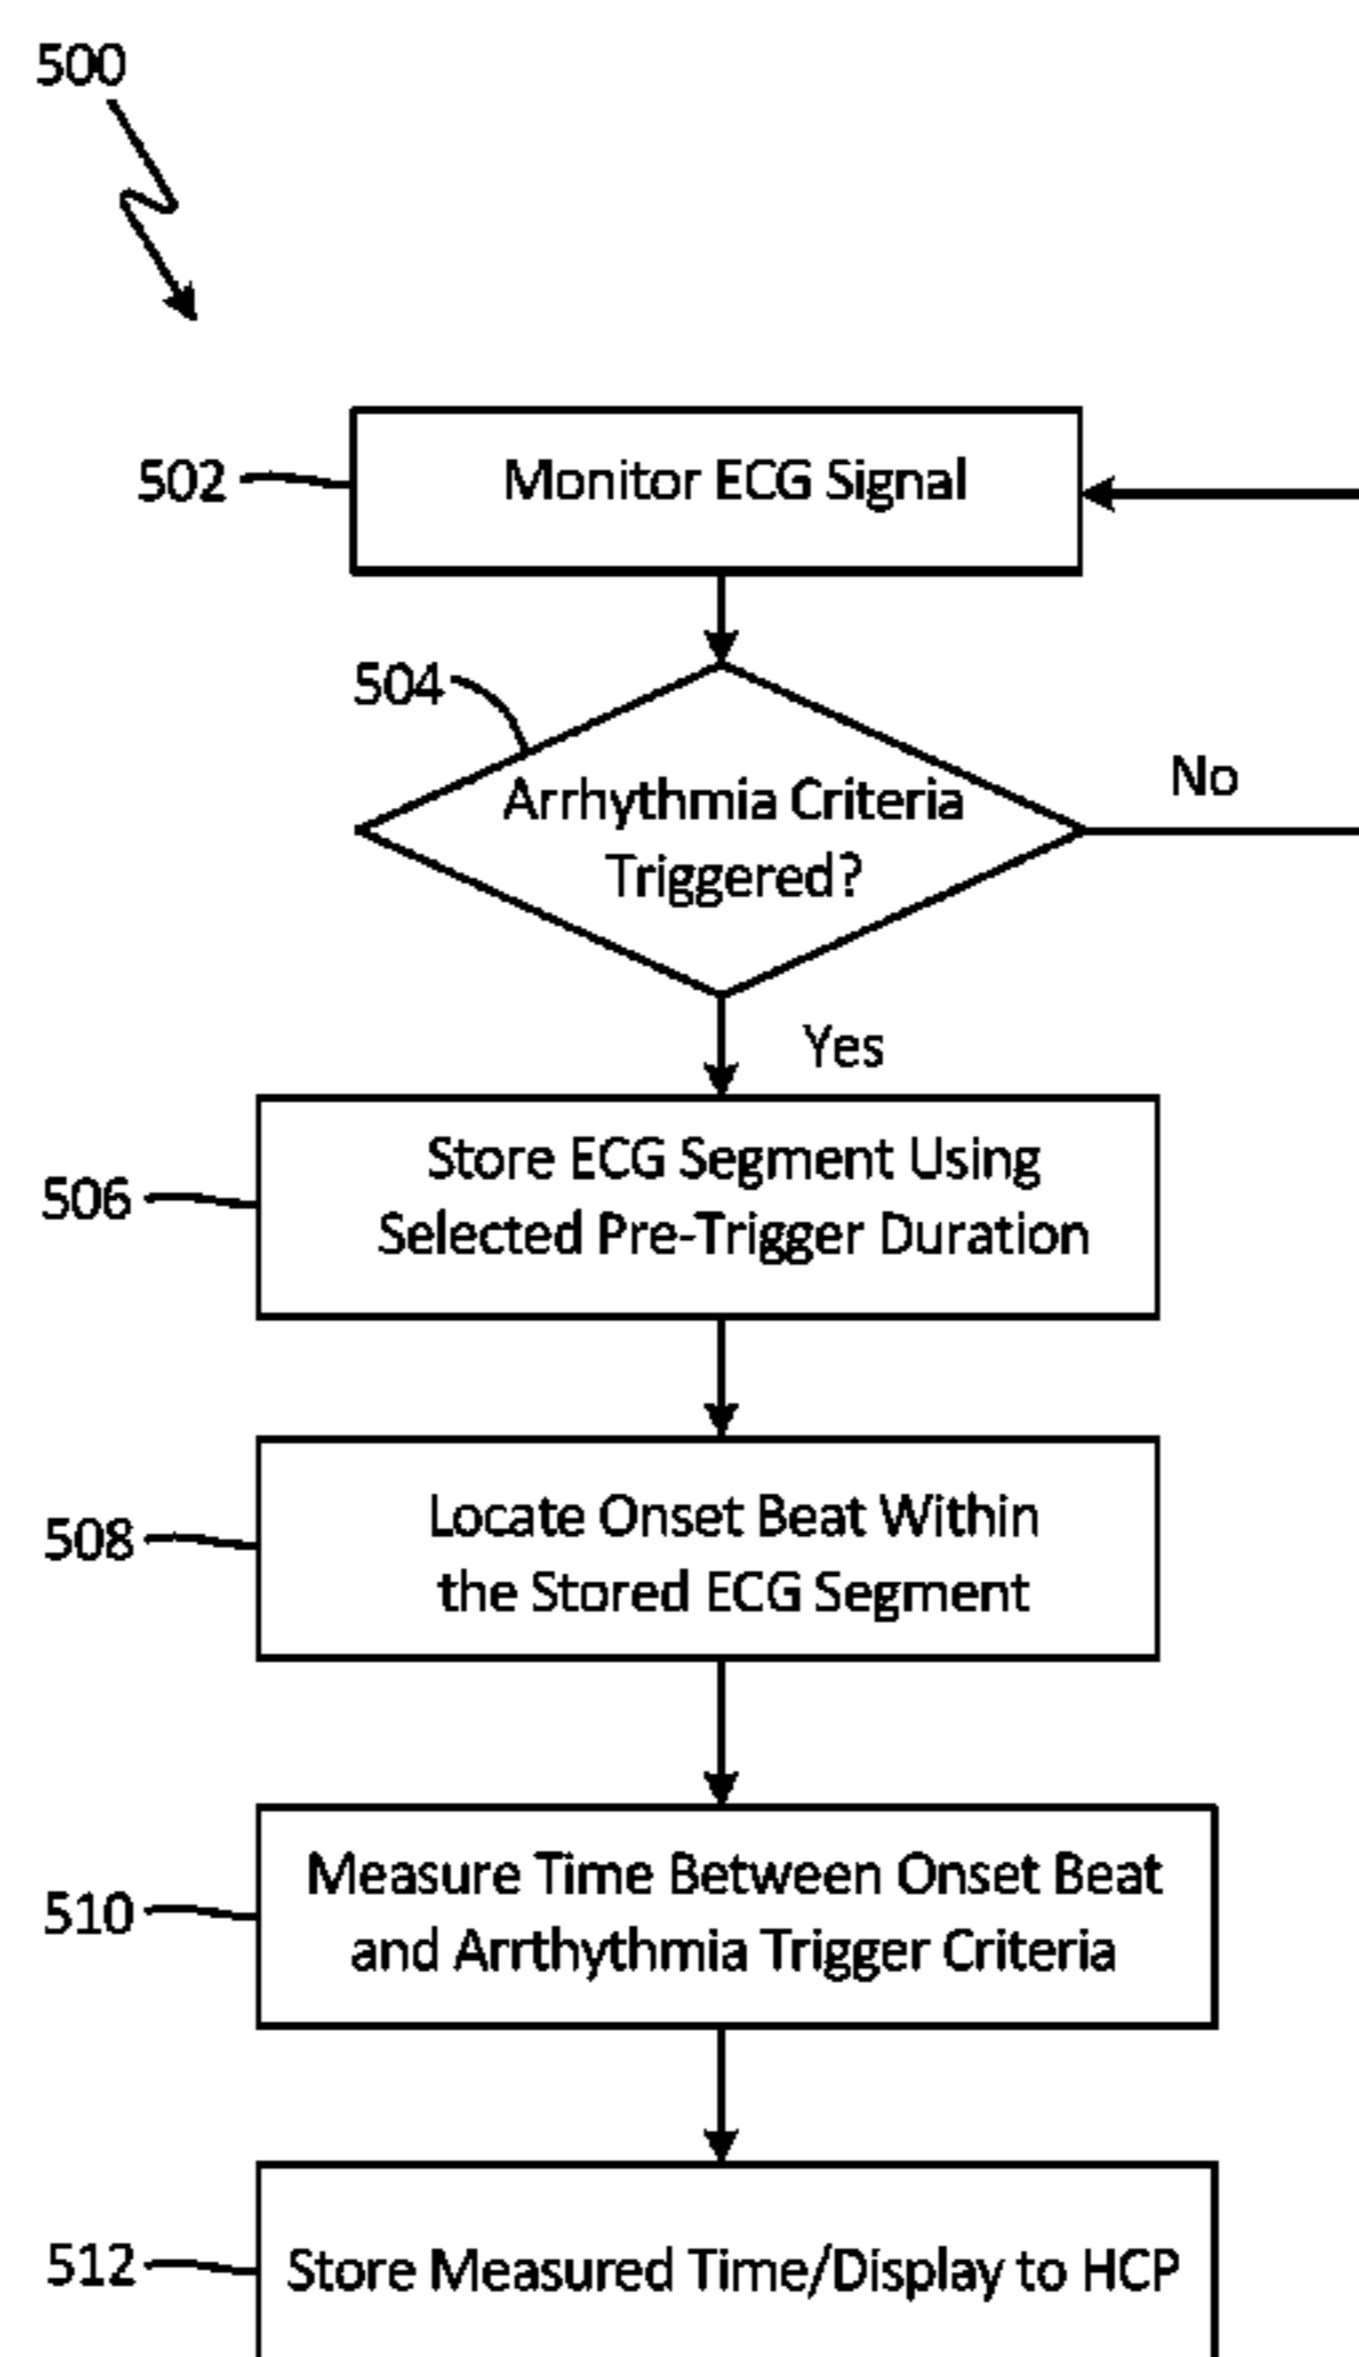 500
502
Monitor ECG Signal
504
Arrhythmia Criteria
Triggered?
No
Yes
506
Store ECG Segment Using
Selected Pre-Trigger Duration
508
Locate Onset Beat Within
the Stored ECG Segment
510
Measure Time Between Onset Beat
and Arrthythmia Trigger Criteria
512
Store Measured Time/Display to HCP